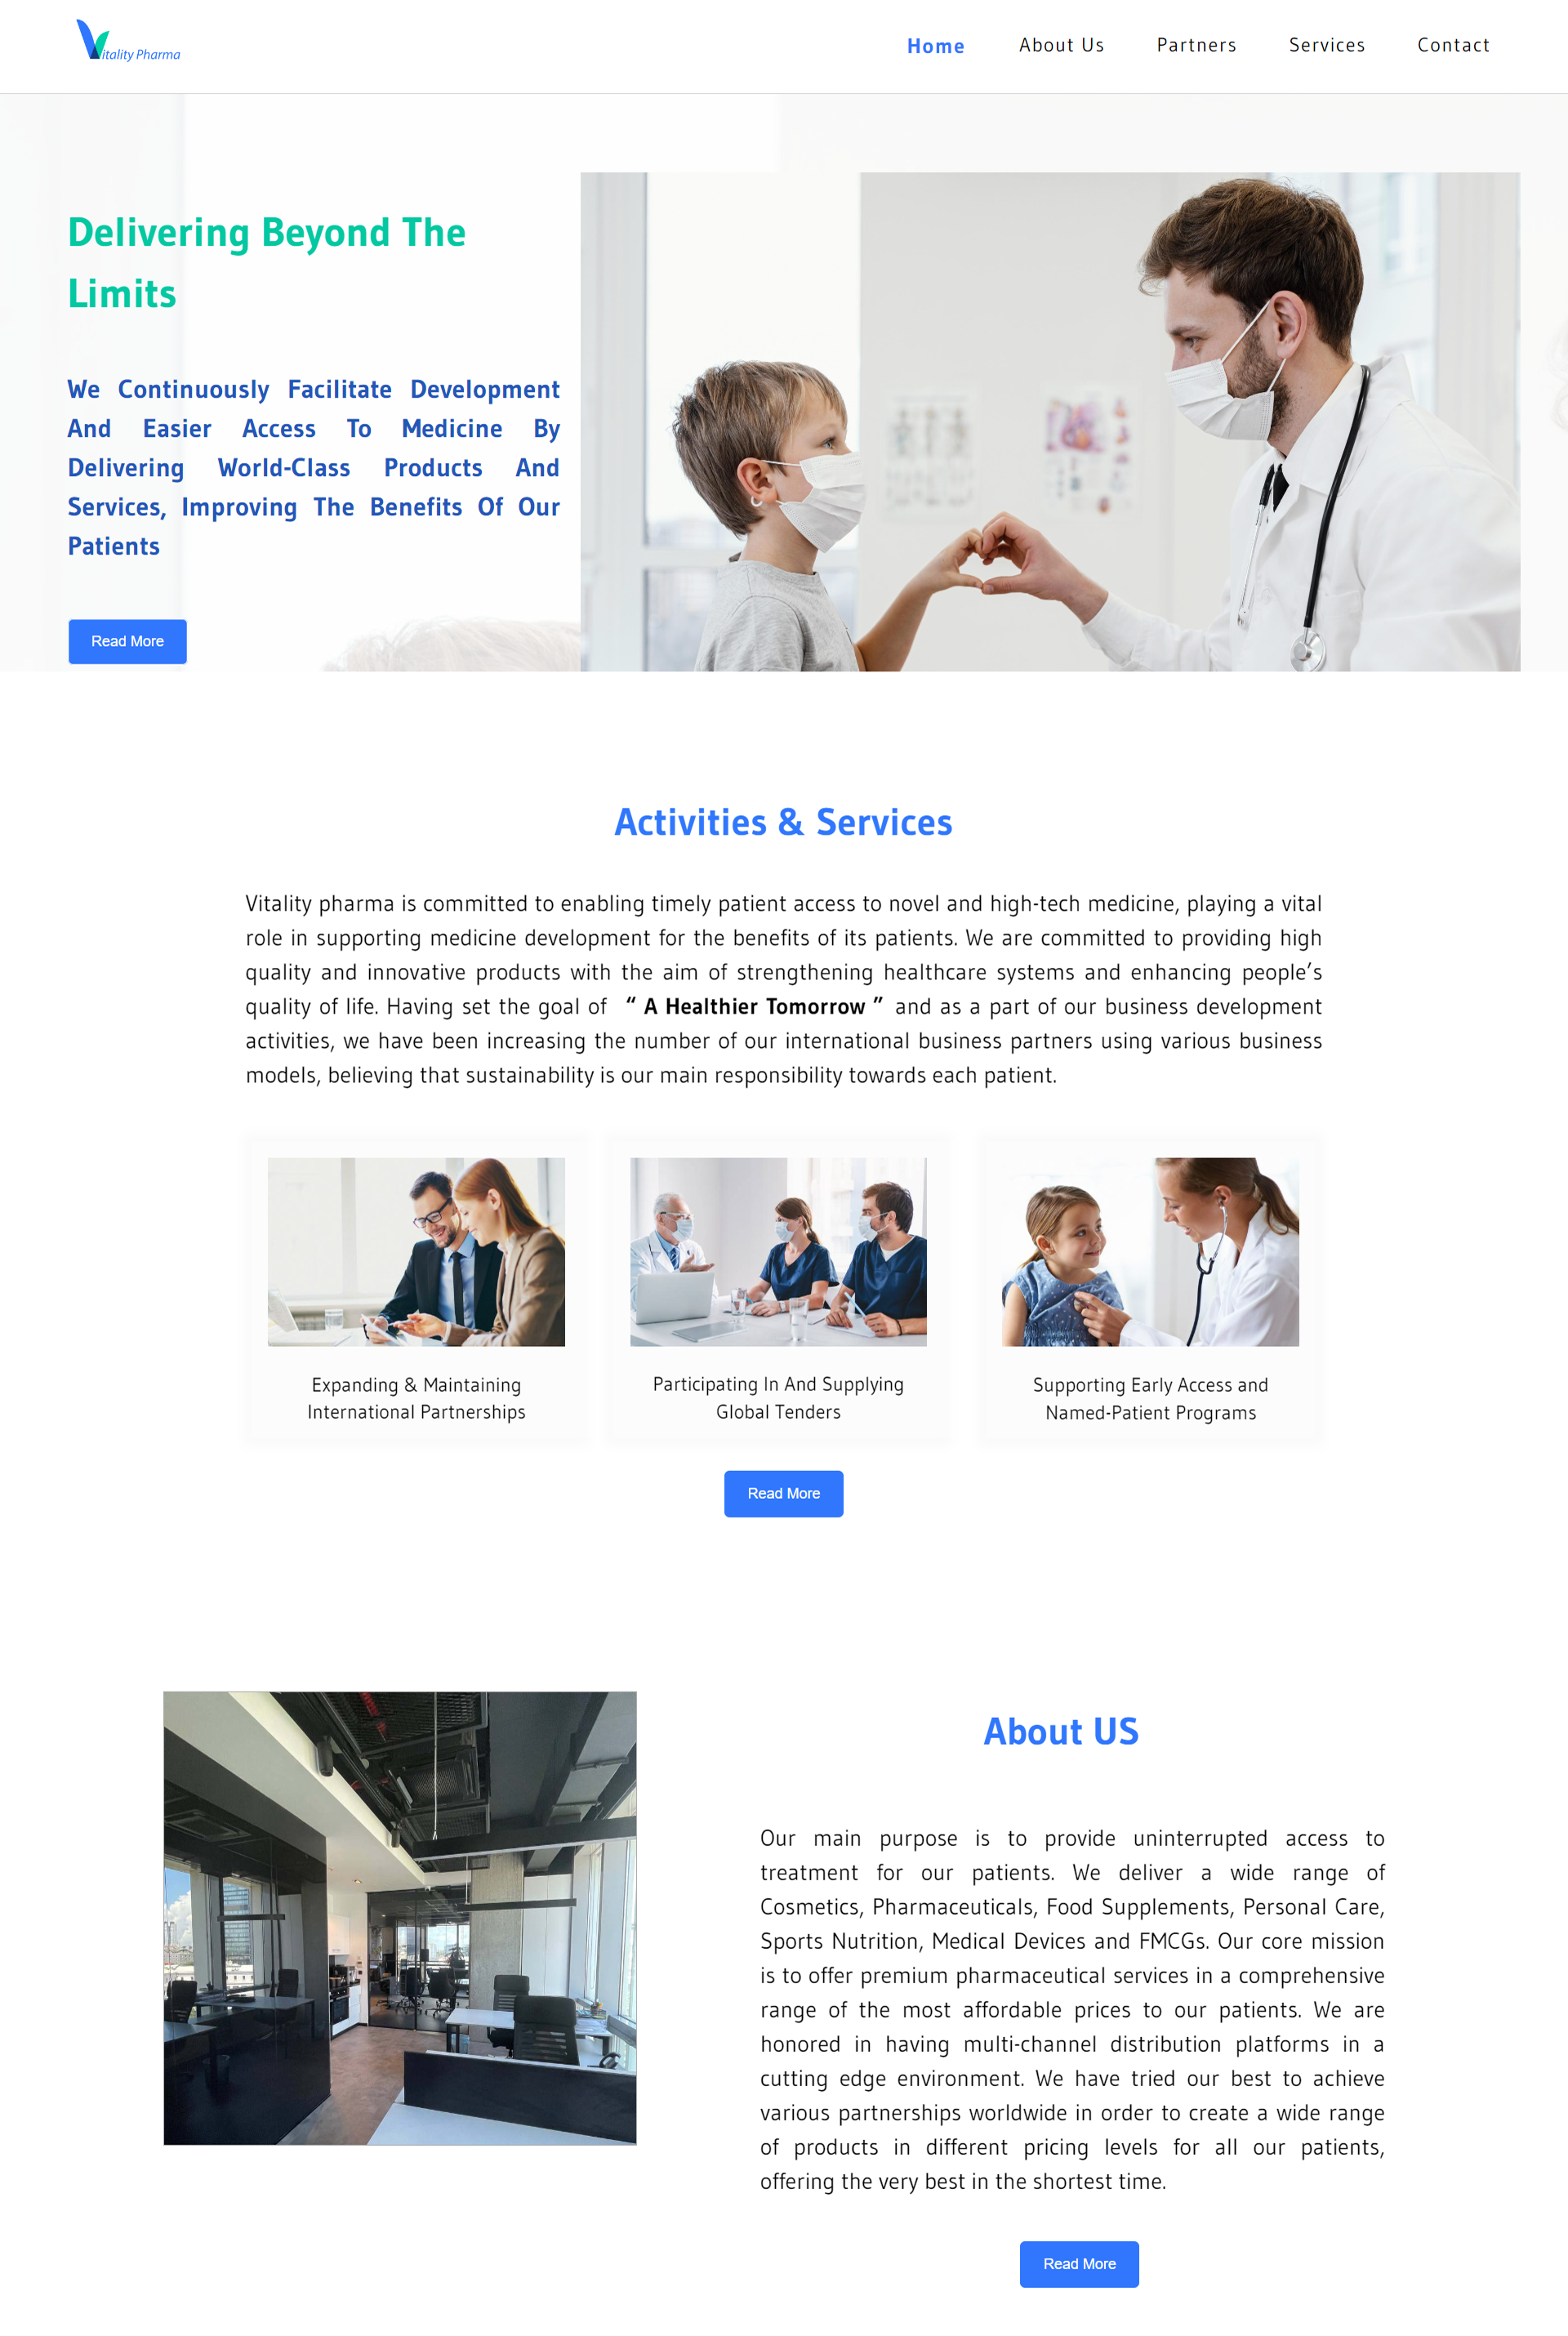 Vitality Pharma
Home
About Us
Partners
Services
Contact
Delivering Beyond The
Limits
We Continuously Facilitate Development
And Easier Access To Medicine By
Delivering World-Class Products And
Services, Improving The Benefits Of Our
Patients
Read More
Activities & Services
Vitality pharma is committed to enabling timely patient access to novel and high-tech medicine, playing a vital
role in supporting medicine development for the benefits of its patients. We are committed to providing high
quality and innovative products with the aim of strengthening healthcare systems and enhancing people’s
quality of life. Having set the goal of “ A Healthier Tomorrow ” and as a part of our business development
activities, we have been increasing the number of our international business partners using various business
models, believing that sustainability is our main responsibility towards each patient.
Expanding & Maintaining
International Partnerships
Participating In And Supplying
Global Tenders
Supporting Early Access and
Named-Patient Programs
Read More
About US
Our main purpose is to provide uninterrupted access to
treatment for our patients. We deliver a wide range of
Cosmetics, Pharmaceuticals, Food Supplements, Personal Care,
Sports Nutrition, Medical Devices and FMCGs. Our core mission
is to offer premium pharmaceutical services in a comprehensive
range of the most affordable prices to our patients. We are
honored in having multi-channel distribution platforms in a
cutting edge environment. We have tried our best to achieve
various partnerships worldwide in order to create a wide range
of products in different pricing levels for all our patients,
offering the very best in the shortest time.
Read More